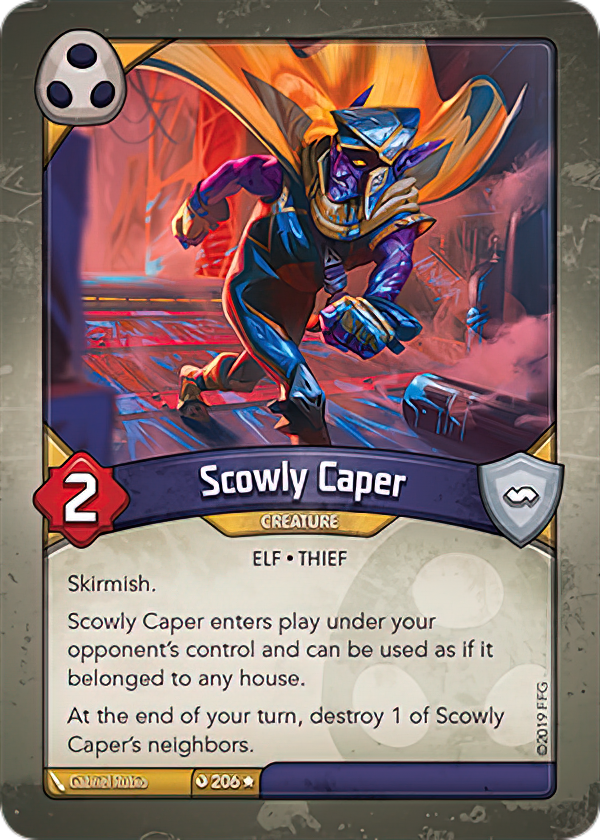 Scowly Caper
2
CREATURE
ELF • THIEF
Skirmish.
Scowly Caper enters play under your
opponent's control and can be used as if it
belonged to any house.
At the end of your turn, destroy 1 of Scowly
Caper's neighbors.
©2019 FFG
206